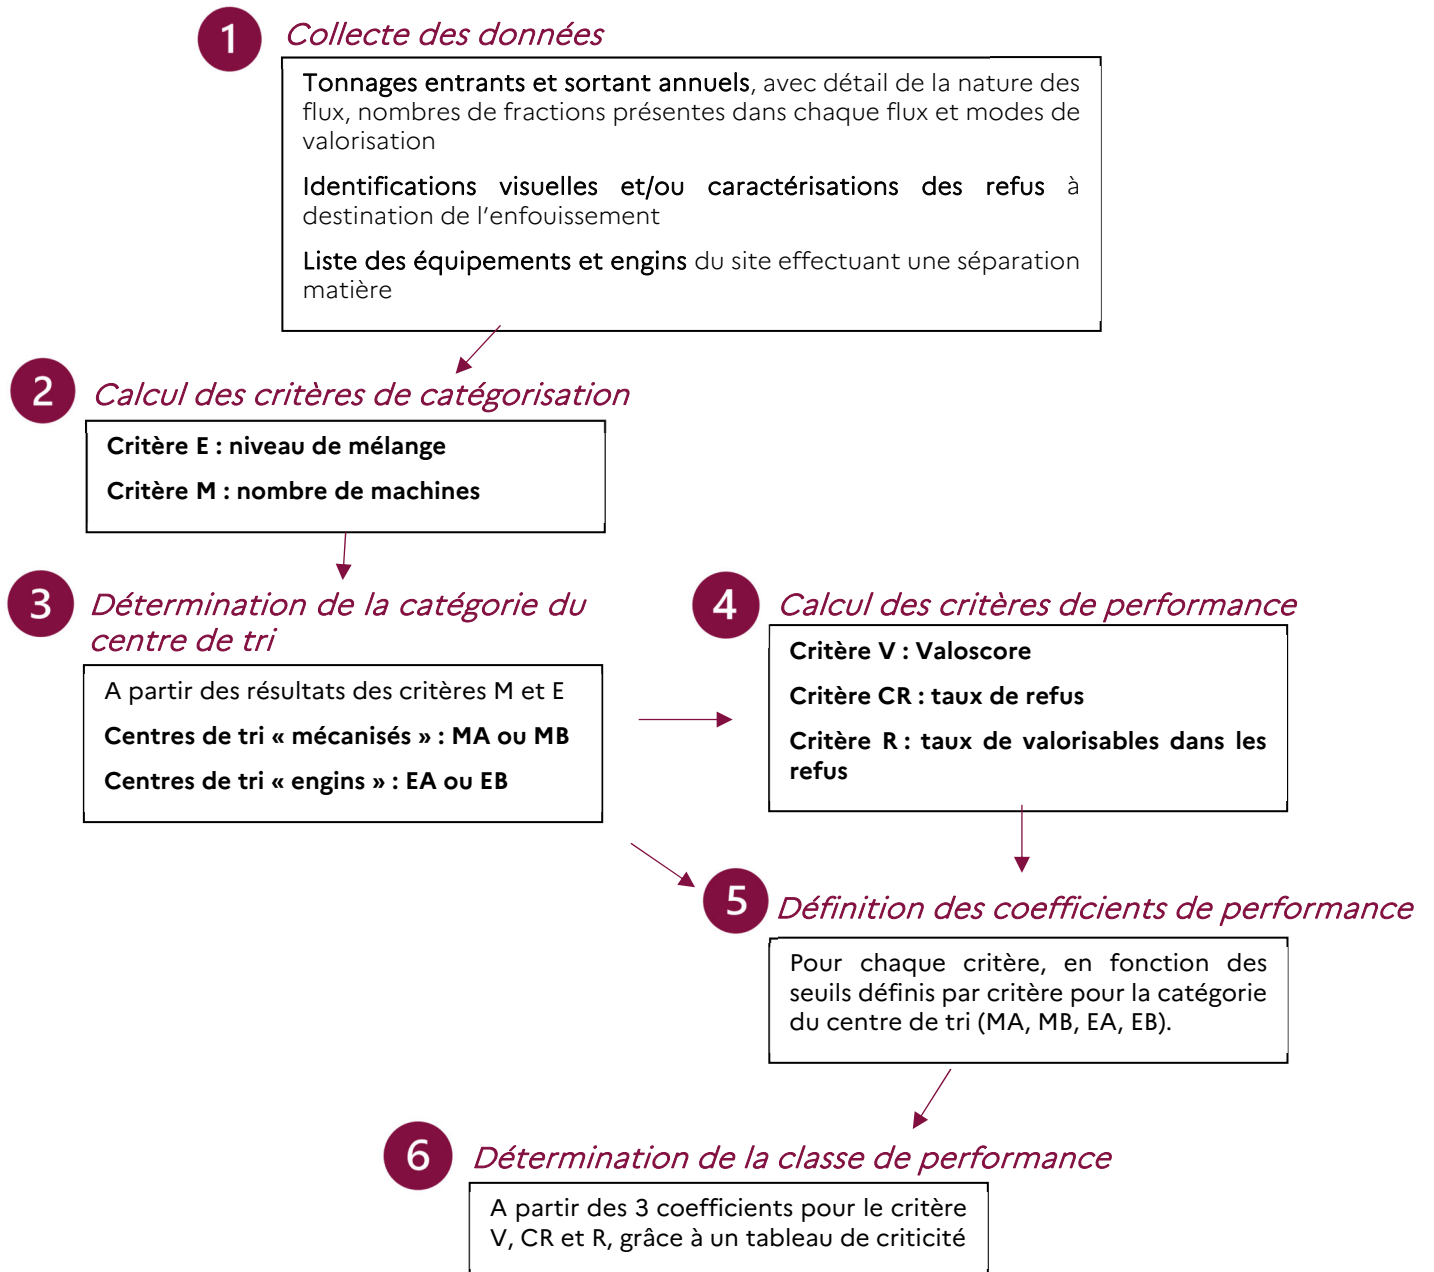 1 Collecte des données
Tonnages entrants et sortant annuels, avec détail de la nature des
flux, nombres de fractions présentes dans chaque flux et modes de
valorisation
Identifications visuelles et/ou caractérisations des refus à
destination de l'enfouissement
Liste des équipements et engins du site effectuant une séparation
matière
2 Calcul des critères de catégorisation
Critère E : niveau de mélange
Critère M : nombre de machines
3 Détermination de la catégorie du
centre de tri
A partir des résultats des critères M et E
Centres de tri « mécanisés » : MA ou MB
Centres de tri « engins » : EA ou EB
4 Calcul des critères de performance
Critère V : Valoscore
Critère CR : taux de refus
Critère R : taux de valorisables dans les
refus
5 Définition des coefficients de performance
Pour chaque critère, en fonction des
seuils définis par critère pour la catégorie
du centre de tri (MA, MB, EA, EB).
6 Détermination de la classe de performance
A partir des 3 coefficients pour le critère
V, CR et R, grâce à un tableau de criticité